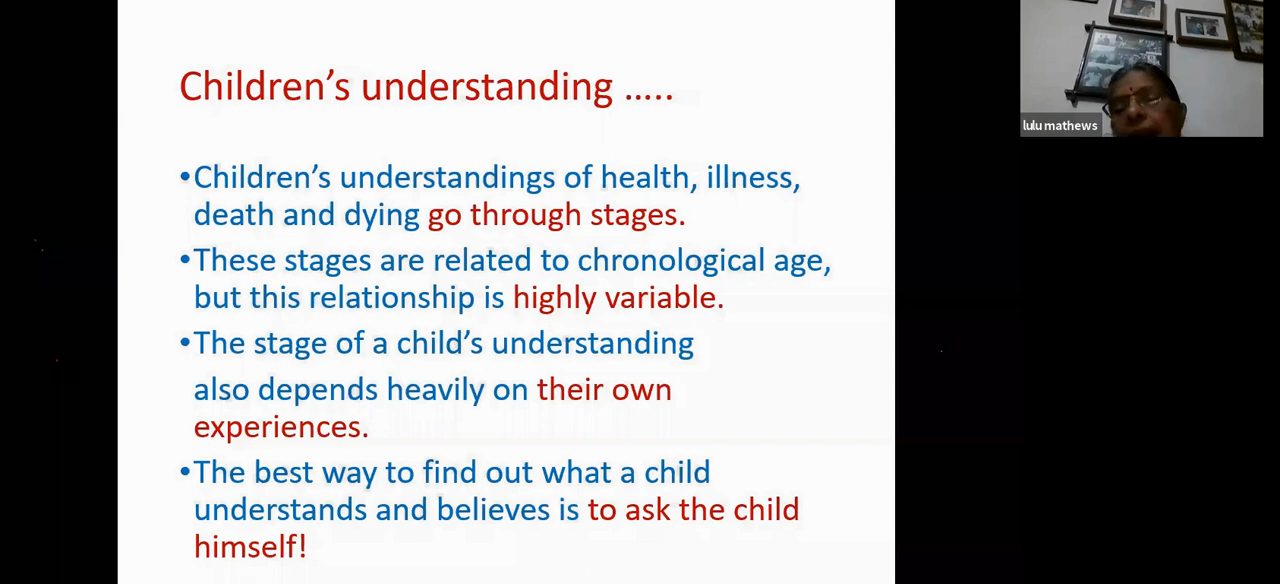 Children’s understanding …..
•Children’s understandings of health, illness,
death and dying go through stages.
•These stages are related to chronological age,
but this relationship is highly variable.
•The stage of a child’s understanding
also depends heavily on their own
experiences.
•The best way to find out what a child
understands and believes is to ask the child
himself!
lulu mathews